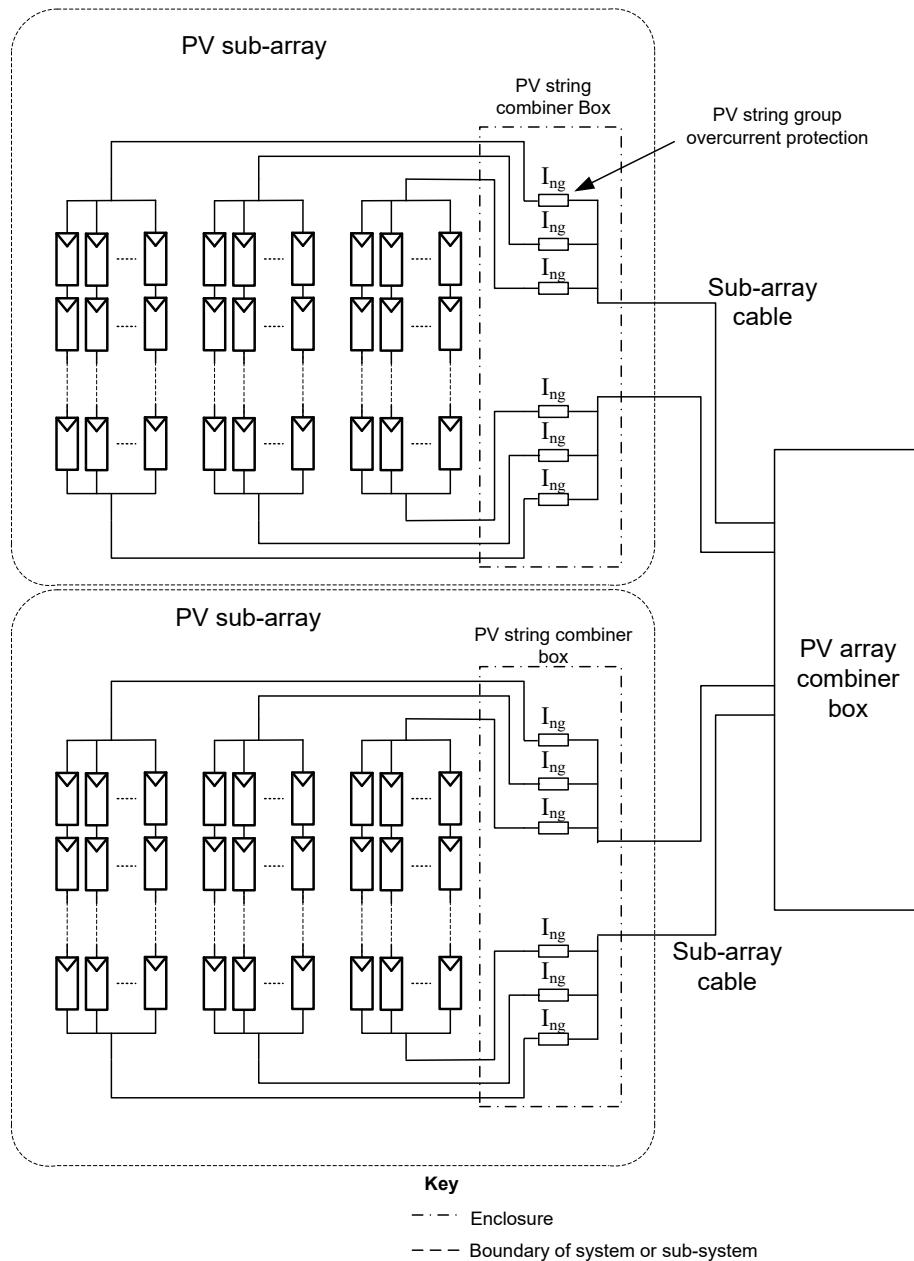 PV sub-array
PV string
combiner Box
PV string group
overcurrent protection
Ing
Ing
Ing
Sub-array
cable
Ing
Ing
Ing
PV sub-array
PV string combiner
box
PV array
combiner
box
Ing
Ing
Ing
Ing
Ing
Ing
Sub-array
cable
Key
Enclosure
Boundary of system or sub-system